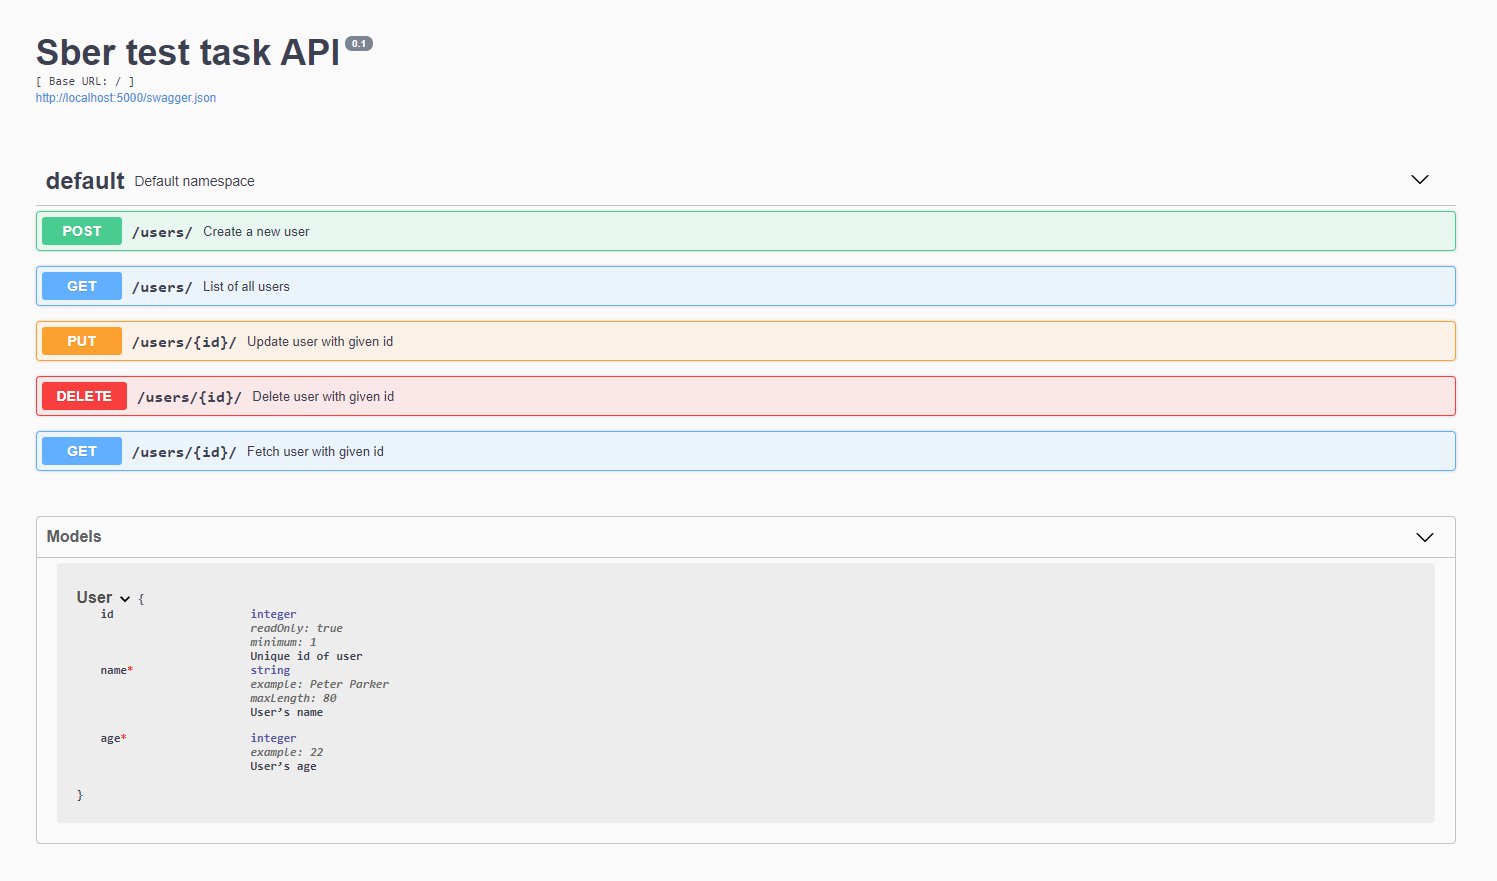 Sber test task API 0.1
[ Base URL: / ]
http://localhost:5000/swagger.json
default Default namespace
POST /users/ Create a new user
GET /users/ List of all users
PUT /users/{id}/ Update user with given id
DELETE /users/{id}/ Delete user with given id
GET /users/{id}/ Fetch user with given id
Models
User {
id integer
readOnly: true
minimum: 1
Unique id of user
name* string
example: Peter Parker
maxLength: 80
User's name
age* integer
example: 22
User's age
}